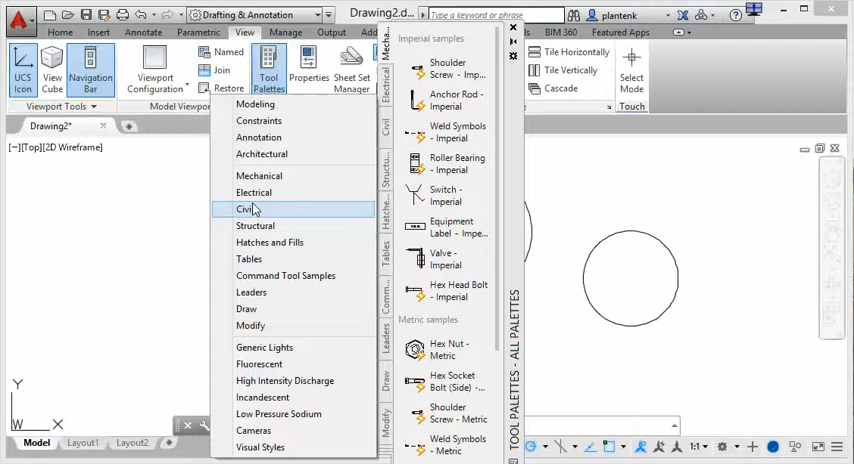 Drafting & Annotation
Drawing2.d...
Type a keyword or phrase
plantenk
Home
Insert
Annotate
Parametric
View
Manage
Output
Add
BIM 360
Featured Apps
UCS
Icon
View
Cube
Navigation
Bar
Viewport
Configuration
Named
Join
Restore
Tool
Palettes
Properties
Sheet Set
Manager
Tile Horizontally
Tile Vertically
Cascade
Select
Mode
Viewport Tools
Model Viewpor
Touch
Drawing2*
[−][Top][2D Wireframe]
Modeling
Constraints
Annotation
Architectural
Mechanical
Electrical
Civil
Structural
Hatches and Fills
Tables
Command Tool Samples
Leaders
Draw
Modify
Generic Lights
Fluorescent
High Intensity Discharge
Incandescent
Low Pressure Sodium
Cameras
Visual Styles
Mecha...
Electrical
Civil
Structu...
Hatche...
Tables
Comm...
Leaders
Draw
Modify
Imperial samples
Shoulder
Screw - Imp...
Anchor Rod -
Imperial
Weld Symbols
- Imperial
Roller Bearing
- Imperial
Switch -
Imperial
Equipment
Label - Impe...
Valve -
Imperial
Hex Head Bolt
- Imperial
Metric samples
Hex Nut -
Metric
Hex Socket
Bolt (Side) -...
Shoulder
Screw - Metric
Weld Symbols
- Metric
TOOL PALETTES - ALL PALETTES
Y
W
X
Model
Layout1
Layout2
1:1